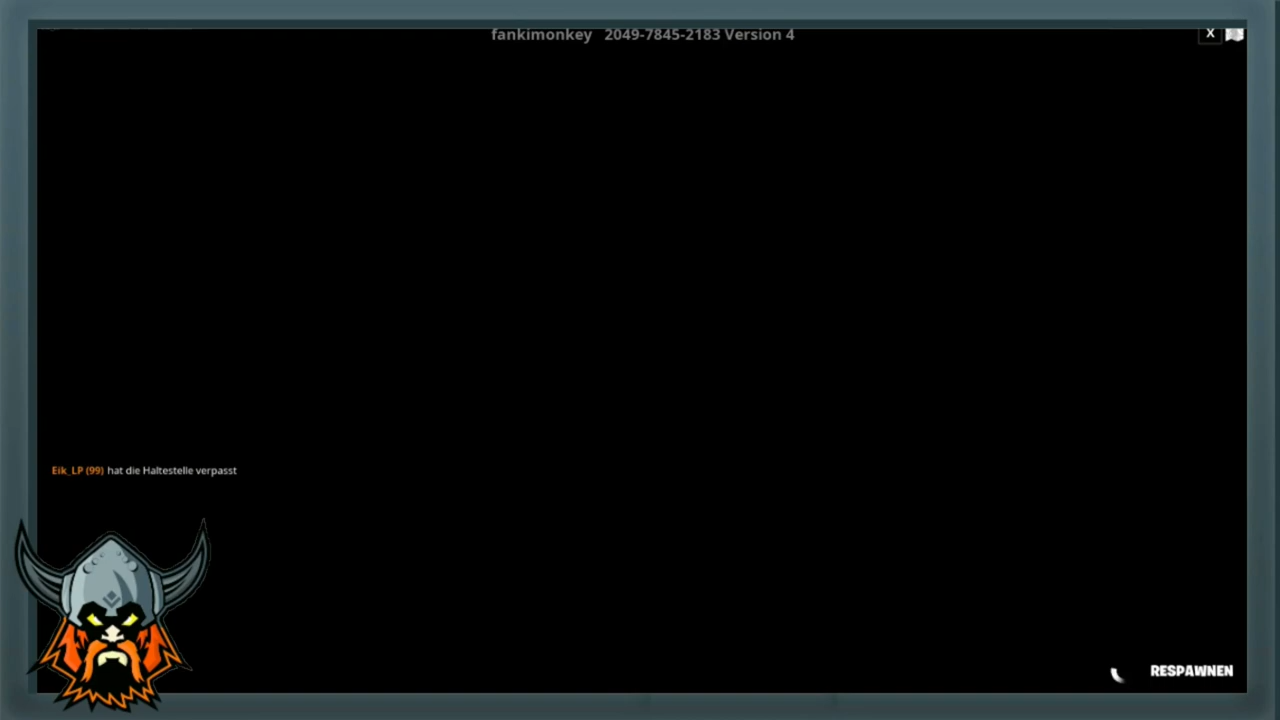 fankimonkey 2049-7845-2183 Version 4
X
Eik_LP (99) hat die Haltestelle verpasst
RESPAWNEN